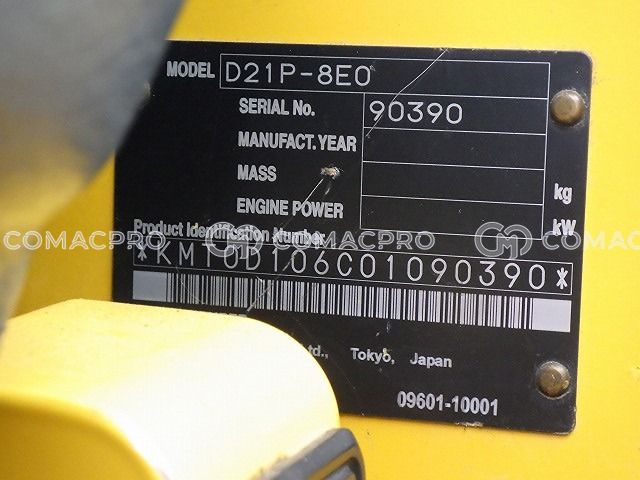 MODEL D21P-8E0
SERIAL No. 90390
MANUFACT. YEAR
MASS kg
ENGINE POWER kW
Product Identification Number
COMACPRO COMACPRO COMACPRO
*KMT0D106C01090390*
Ltd., Tokyo, Japan
09601-10001